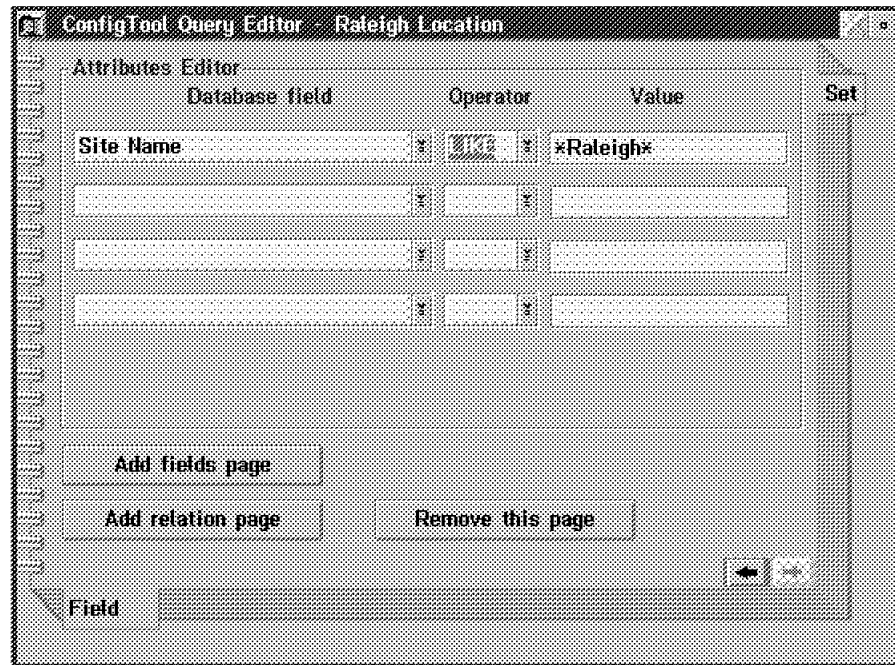 ConfigTool Query Editor - Raleigh Location
Attributes Editor
Database field Operator Value
Set
Site Name LIKE *Raleigh*
Add fields page
Add relation page Remove this page
Field